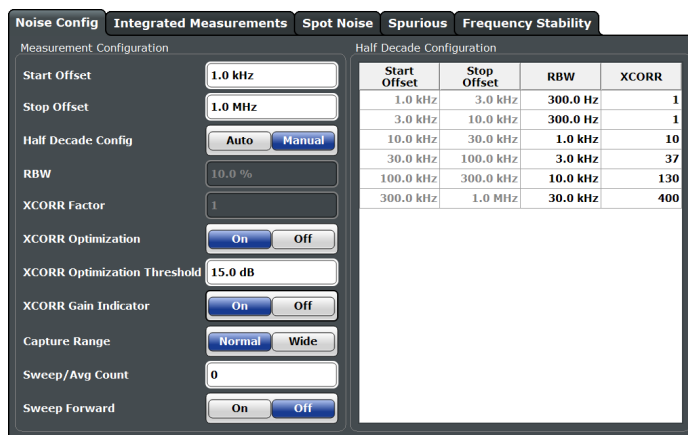 Noise Config Integrated Measurements Spot Noise Spurious Frequency Stability
Measurement Configuration
Start Offset 1.0 kHz
Stop Offset 1.0 MHz
Half Decade Config Auto Manual
RBW 10.0 %
XCORR Factor 1
XCORR Optimization On Off
XCORR Optimization Threshold 15.0 dB
XCORR Gain Indicator On Off
Capture Range Normal Wide
Sweep/Avg Count 0
Sweep Forward On Off
Half Decade Configuration
Start Offset Stop Offset RBW XCORR
1.0 kHz 3.0 kHz 300.0 Hz 1
3.0 kHz 10.0 kHz 300.0 Hz 1
10.0 kHz 30.0 kHz 1.0 kHz 10
30.0 kHz 100.0 kHz 3.0 kHz 37
100.0 kHz 300.0 kHz 10.0 kHz 130
300.0 kHz 1.0 MHz 30.0 kHz 400